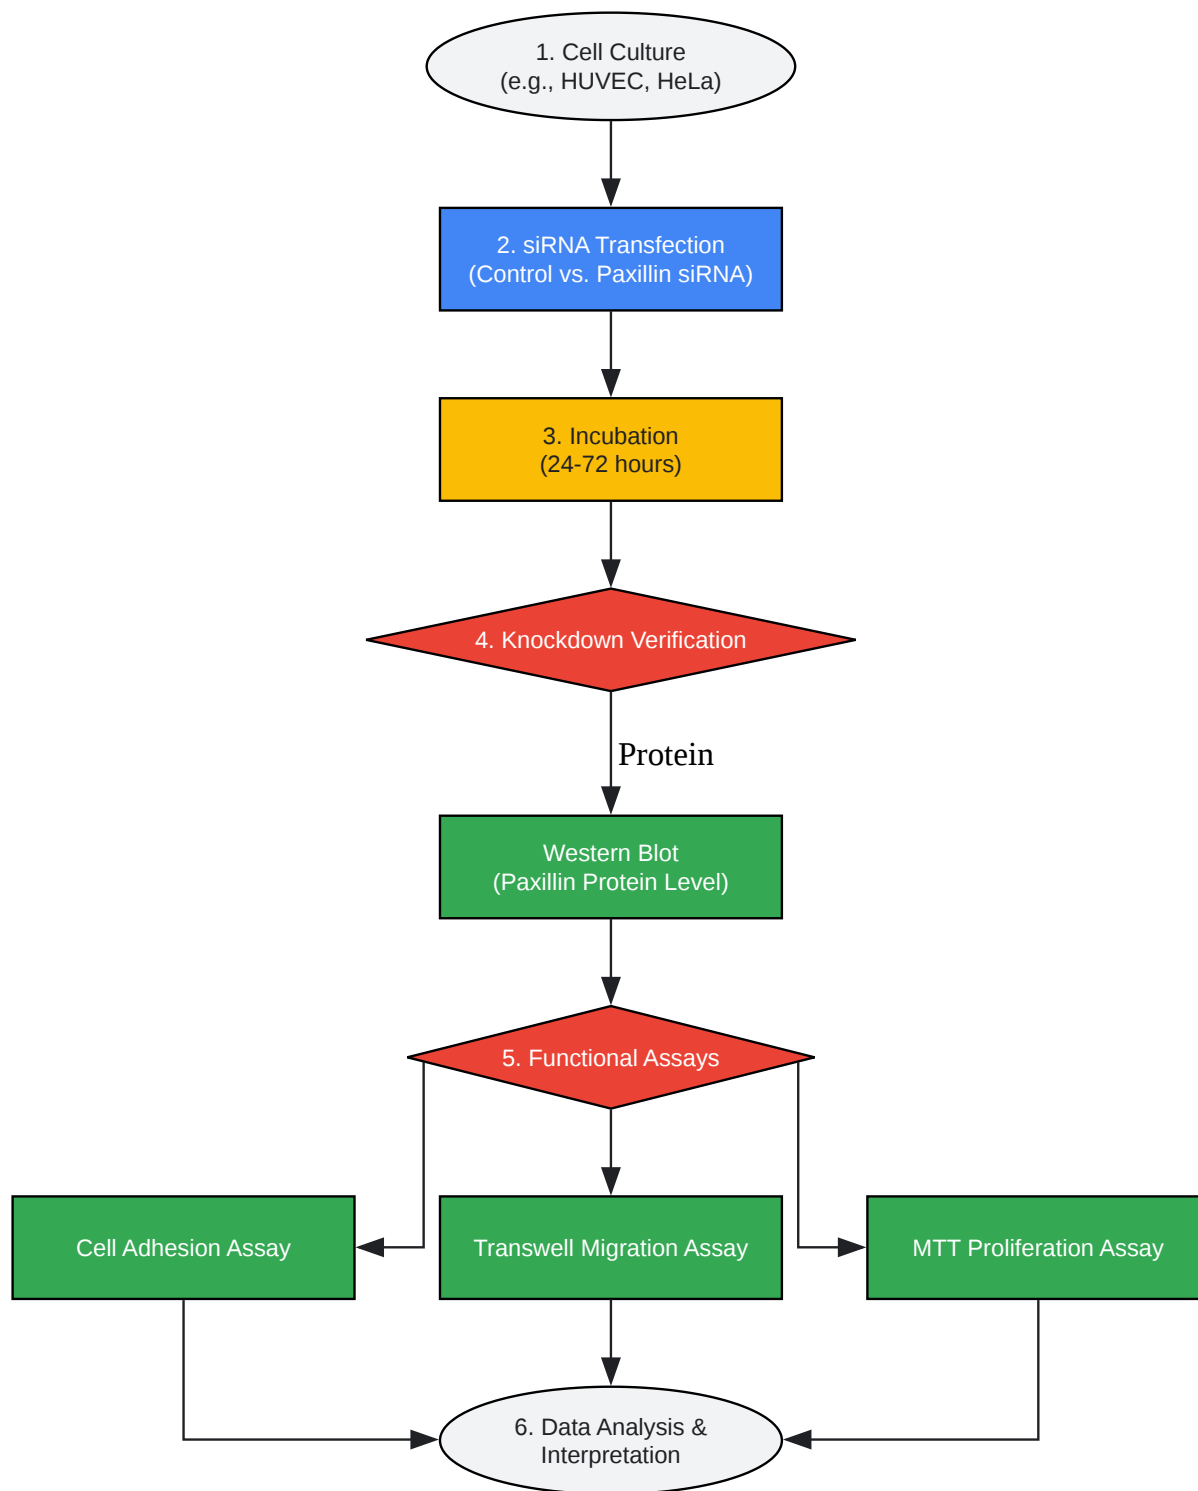 1. Cell Culture
(e.g., HUVEC, HeLa)
2. siRNA Transfection
(Control vs. Paxillin siRNA)
3. Incubation
(24-72 hours)
4. Knockdown Verification
Protein
Western Blot
(Paxillin Protein Level)
5. Functional Assays
Cell Adhesion Assay
Transwell Migration Assay
MTT Proliferation Assay
6. Data Analysis &
Interpretation